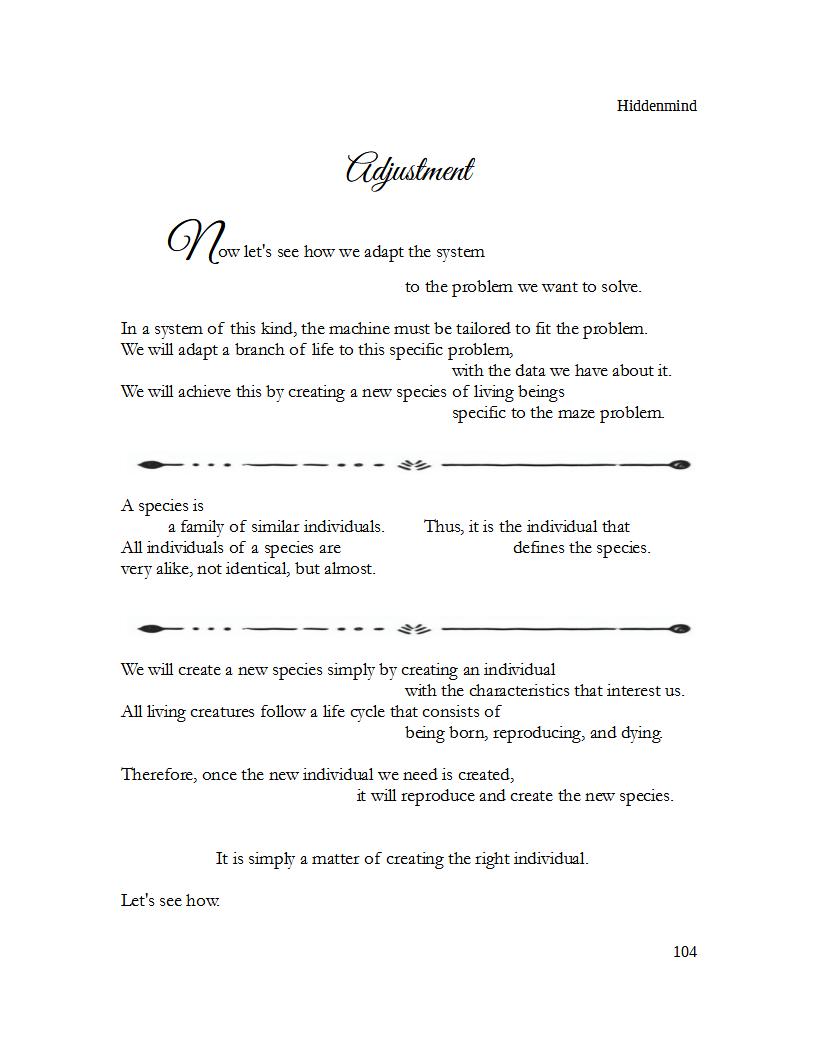 Hiddenmind
Adjustment
Now let's see how we adapt the system
to the problem we want to solve.
In a system of this kind, the machine must be tailored to fit the problem.
We will adapt a branch of life to this specific problem,
with the data we have about it.
We will achieve this by creating a new species of living beings
specific to the maze problem.
A species is
a family of similar individuals.
All individuals of a species are
very alike, not identical, but almost.
Thus, it is the individual that
defines the species.
We will create a new species simply by creating an individual
with the characteristics that interest us.
All living creatures follow a life cycle that consists of
being born, reproducing, and dying.
Therefore, once the new individual we need is created,
it will reproduce and create the new species.
It is simply a matter of creating the right individual.
Let's see how.
104